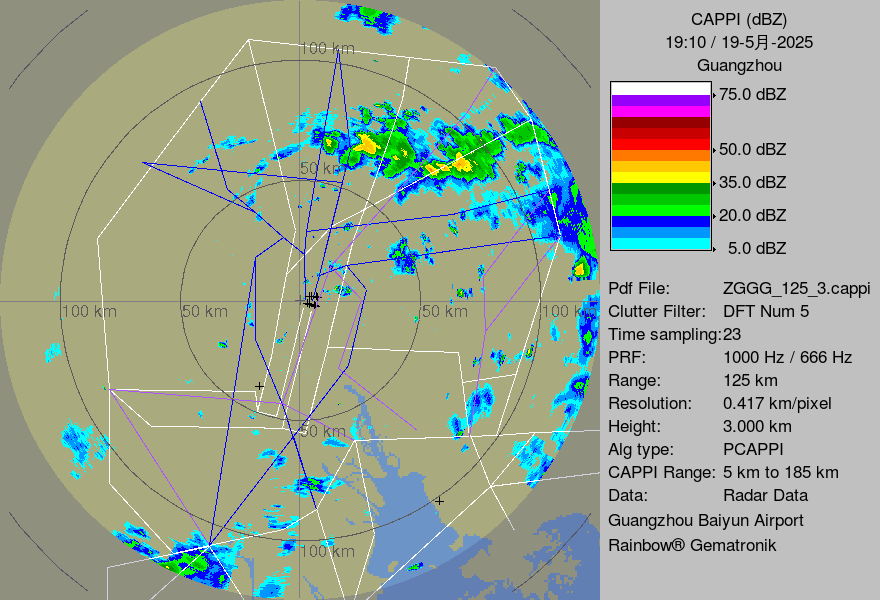 CAPPI (dBZ)
19:10 / 19-5月-2025
Guangzhou
75.0 dBZ
50.0 dBZ
35.0 dBZ
20.0 dBZ
5.0 dBZ
Pdf File: ZGGG_125_3.cappi
Clutter Filter: DFT Num 5
Time sampling:23
PRF: 1000 Hz / 666 Hz
Range: 125 km
Resolution: 0.417 km/pixel
Height: 3.000 km
Alg type: PCAPPI
CAPPI Range: 5 km to 185 km
Data: Radar Data
Guangzhou Baiyun Airport
Rainbow® Gematronik
100 km
50 km
100 km
50 km
50 km
100 k
50 km
100 km